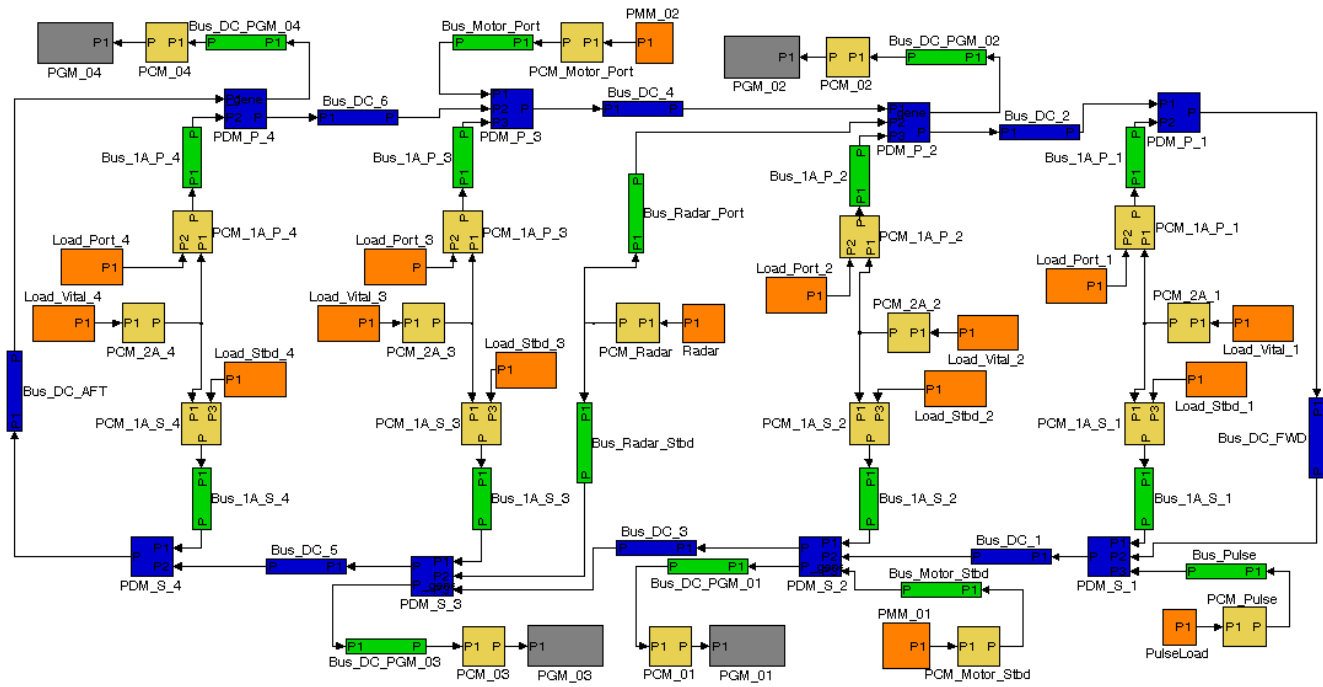 Bus_DC_PGM_04
Bus_Motor_Port
PMM_02
P1
P
P1
P
P1
P
P1
P
P1
P1
PGM_04
PCM_04
PCM_Motor_Port
Bus_DC_PGM_02
P1
P
P1
P
P1
PGM_02
PCM_02
Pgene
P2
P
PDM_P_4
Bus_DC_6
P1
P
P1
P2
P3
P
PDM_P_3
Bus_DC_4
P1
P
P1
Pgene
P2
P3
P
PDM_P_2
Bus_DC_2
P1
P
P1
P2
PDM_P_1
Bus_1A_P_4
P
P1
Bus_1A_P_3
P
P1
Bus_1A_P_2
P
P1
Bus_1A_P_1
P
P1
Bus_Radar_Port
P
P1
Load_Port_4
P1
P
P2
P1
PCM_1A_P_4
Load_Port_3
P
P
P2
P1
PCM_1A_P_3
Load_Port_2
P1
P
P2
P1
PCM_1A_P_2
Load_Port_1
P1
P
P2
P1
PCM_1A_P_1
Load_Vital_4
P1
P1
P
PCM_2A_4
Load_Vital_3
P1
P1
P
PCM_2A_3
P
P1
P1
PCM_Radar
Radar
PCM_2A_2
P
P1
P1
Load_Vital_2
PCM_2A_1
P
P1
P1
Load_Vital_1
Bus_DC_AFT
P
P1
Load_Stbd_4
P1
P1
P3
P
PCM_1A_S_4
Load_Stbd_3
P1
P1
P3
P
PCM_1A_S_3
Bus_Radar_Stbd
P1
P
P1
Load_Stbd_2
P1
P3
P
PCM_1A_S_2
P1
Load_Stbd_1
P1
P3
P
PCM_1A_S_1
Bus_DC_FWD
P1
P
Bus_1A_S_4
P1
P
Bus_1A_S_3
P1
P
Bus_1A_S_2
P1
P
Bus_1A_S_1
P1
P
P
P1
P2
PDM_S_4
Bus_DC_5
P
P1
P
P1
P2
PDM_S_3
Bus_DC_3
P
P1
P
P1
Bus_DC_PGM_01
P
P1
P2
PDM_S_2
Bus_DC_1
P
P1
P
P1
P2
P3
PDM_S_1
Bus_Pulse
P
P1
Bus_Motor_Stbd
P
P1
PCM_Pulse
P1
P1
P
PulseLoad
PMM_01
P1
P1
P
PCM_Motor_Stbd
P1
P
Bus_DC_PGM_03
P1
P
P1
PCM_03
PGM_03
P1
P
P1
PCM_01
PGM_01